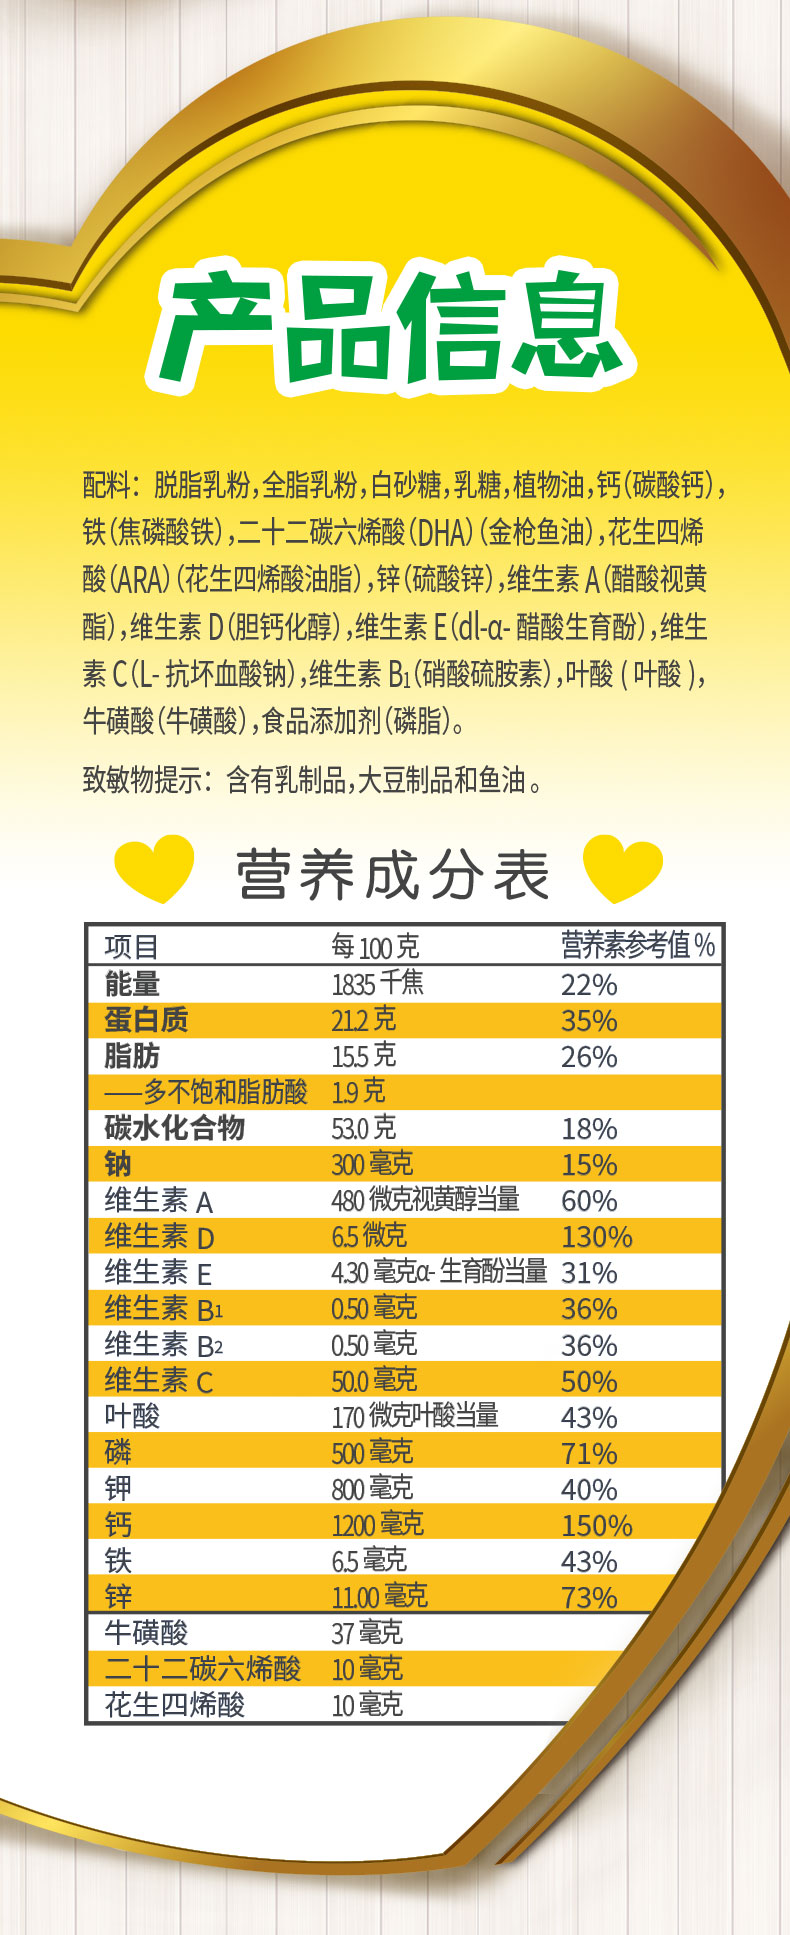 产品信息
配料：脱脂乳粉,全脂乳粉,白砂糖,乳糖,植物油,钙(碳酸钙),
铁(焦磷酸铁),二十二碳六烯酸(DHA)(金枪鱼油),花生四烯
酸(ARA)(花生四烯酸油脂),锌(硫酸锌),维生素 A(醋酸视黄
酯),维生素 D(胆钙化醇),维生素 E(dl-α- 醋酸生育酚),维生
素 C(L- 抗坏血酸钠),维生素 B1(硝酸硫胺素),叶酸 ( 叶酸 ),
牛磺酸(牛磺酸),食品添加剂(磷脂)。
致敏物提示：含有乳制品,大豆制品和鱼油 。
营养成分表
项目 每 100 克 营养素参考值 %
能量 1835 千焦 22%
蛋白质 21.2 克 35%
脂肪 15.5 克 26%
——多不饱和脂肪酸 1.9 克
碳水化合物 53.0 克 18%
钠 300 毫克 15%
维生素 A 480 微克视黄醇当量 60%
维生素 D 6.5 微克 130%
维生素 E 4.30 毫克α- 生育酚当量 31%
维生素 B1 0.50 毫克 36%
维生素 B2 0.50 毫克 36%
维生素 C 50.0 毫克 50%
叶酸 170 微克叶酸当量 43%
磷 500 毫克 71%
钾 800 毫克 40%
钙 1200 毫克 150%
铁 6.5 毫克 43%
锌 11.00 毫克 73%
牛磺酸 37 毫克
二十二碳六烯酸 10 毫克
花生四烯酸 10 毫克